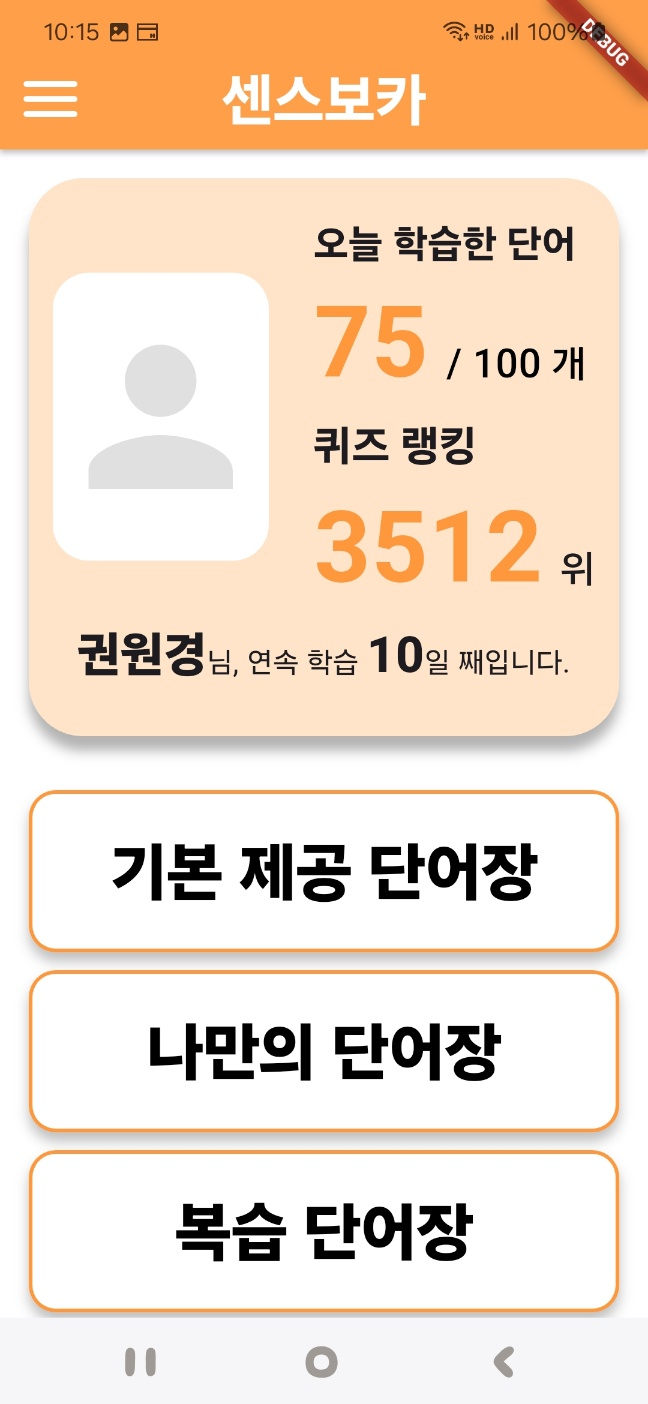 10:15 HD voice 100%
DEBUG
센스보카
오늘 학습한 단어
75 / 100 개
퀴즈 랭킹
3512 위
권원경님, 연속 학습 10일 째입니다.
기본 제공 단어장
나만의 단어장
복습 단어장